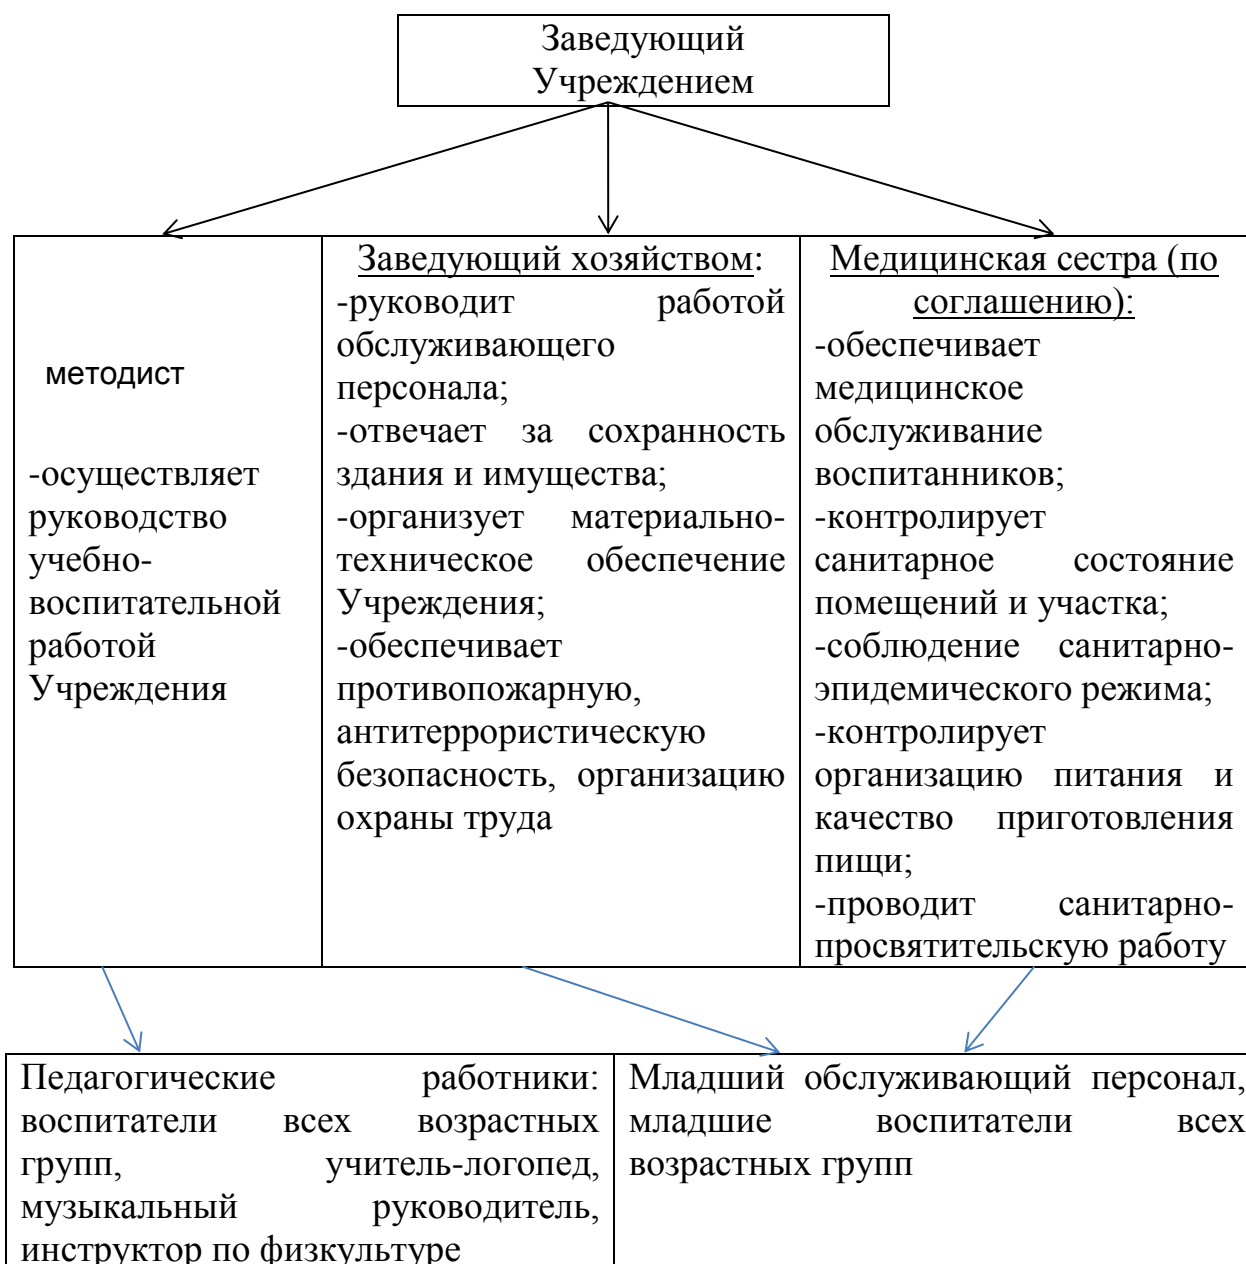 Заведующий
Учреждением
методист
-осуществляет
руководство
учебно-
воспитательной
работой
Учреждения
Заведующий хозяйством:
-руководит работой
обслуживающего
персонала;
-отвечает за сохранность
здания и имущества;
-организует материально-
техническое обеспечение
Учреждения;
-обеспечивает
противопожарную,
антитеррористическую
безопасность, организацию
охраны труда
Медицинская сестра (по
соглашению):
-обеспечивает
медицинское
обслуживание
воспитанников;
-контролирует
санитарное состояние
помещений и участка;
-соблюдение санитарно-
эпидемического режима;
-контролирует
организацию питания и
качество приготовления
пищи;
-проводит санитарно-
просвятительскую работу
Педагогические работники:
воспитатели всех возрастных
групп, учитель-логопед,
музыкальный руководитель,
инструктор по физкультуре
Младший обслуживающий персонал,
младшие воспитатели всех
возрастных групп